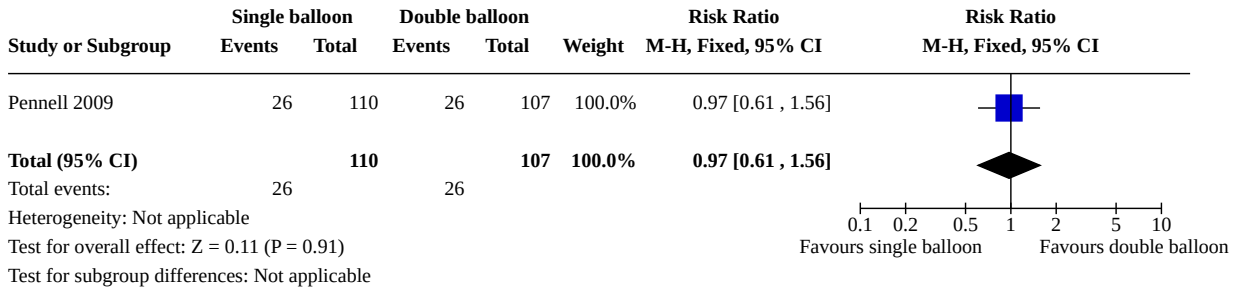 Single balloon Double balloon Risk Ratio Risk Ratio
Study or Subgroup Events Total Events Total Weight M-H, Fixed, 95% CI M-H, Fixed, 95% CI
Pennell 2009 26 110 26 107 100.0% 0.97 [0.61 , 1.56]
Total (95% CI) 110 107 100.0% 0.97 [0.61 , 1.56]
Total events: 26 26
Heterogeneity: Not applicable
0.1 0.2 0.5 1 2 5 10
Test for overall effect: Z = 0.11 (P = 0.91) Favours single balloon Favours double balloon
Test for subgroup differences: Not applicable